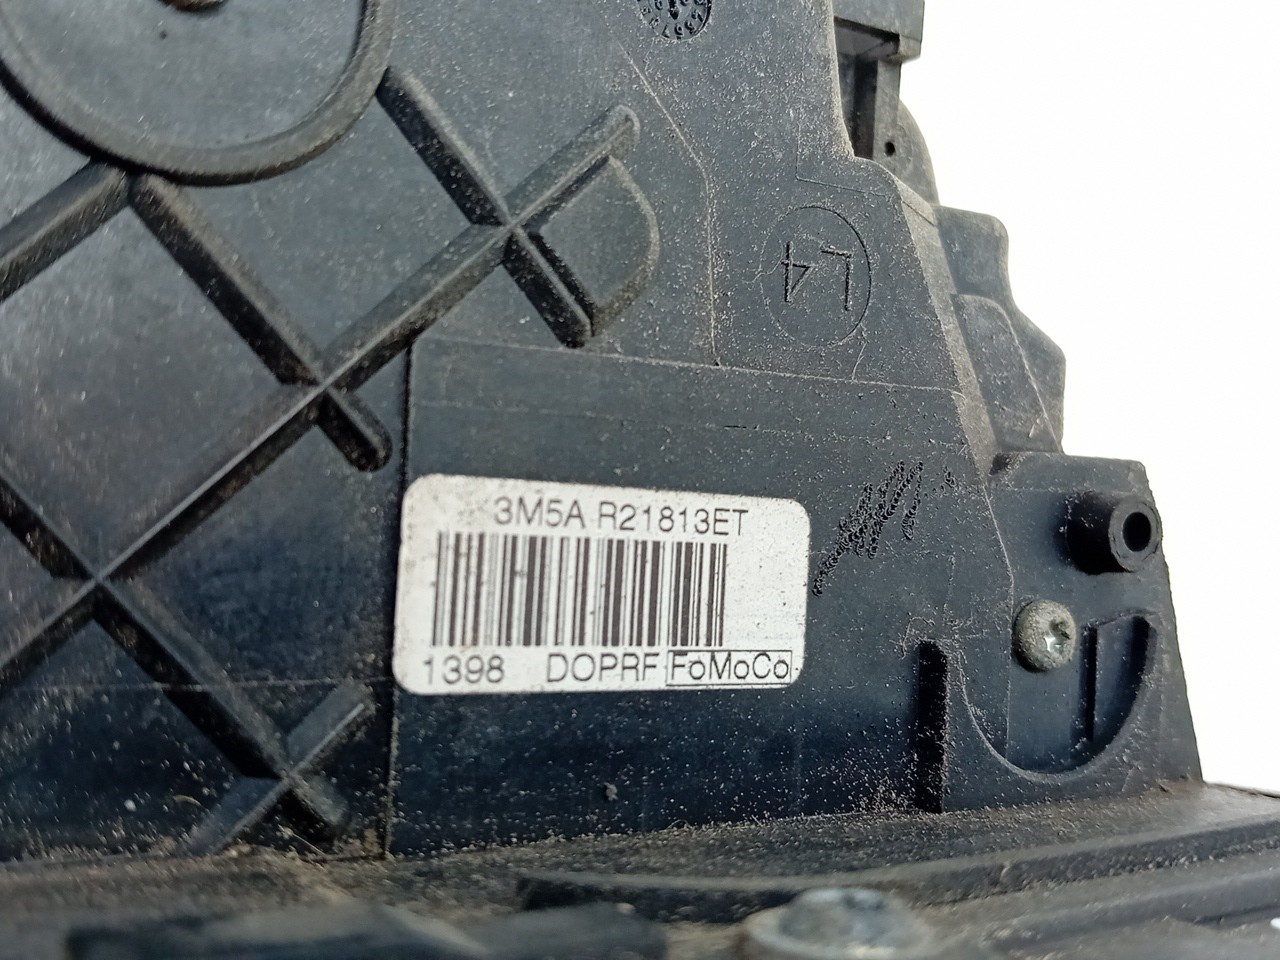 L4
3M5A R21813ET
1398 DOPRF FoMoCo